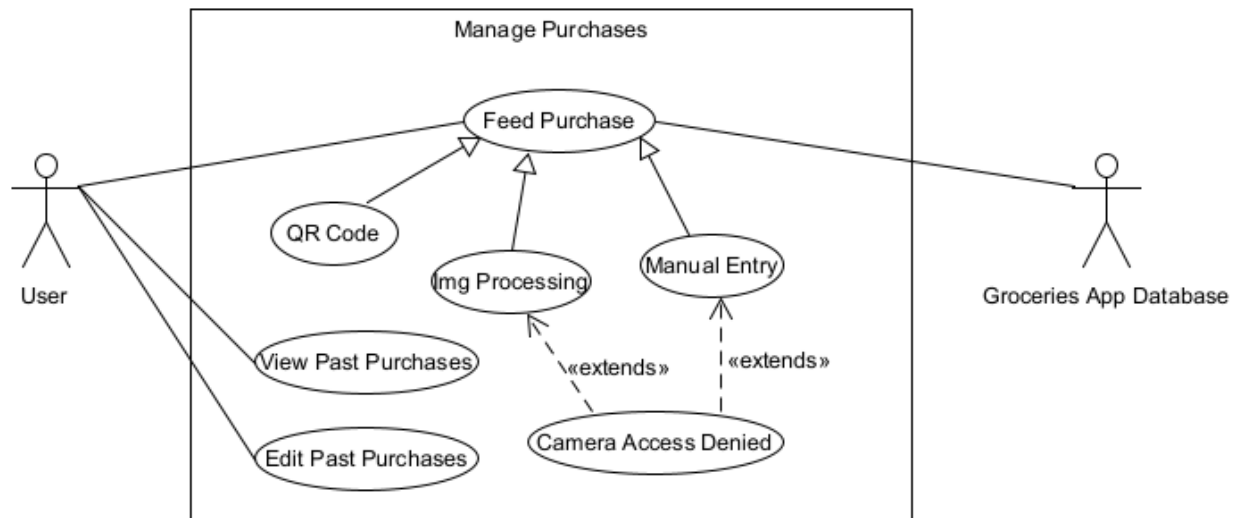 Manage Purchases
Feed Purchase
QR Code
Img Processing
Manual Entry
User
Groceries App Database
View Past Purchases
«extends»
«extends»
Camera Access Denied
Edit Past Purchases